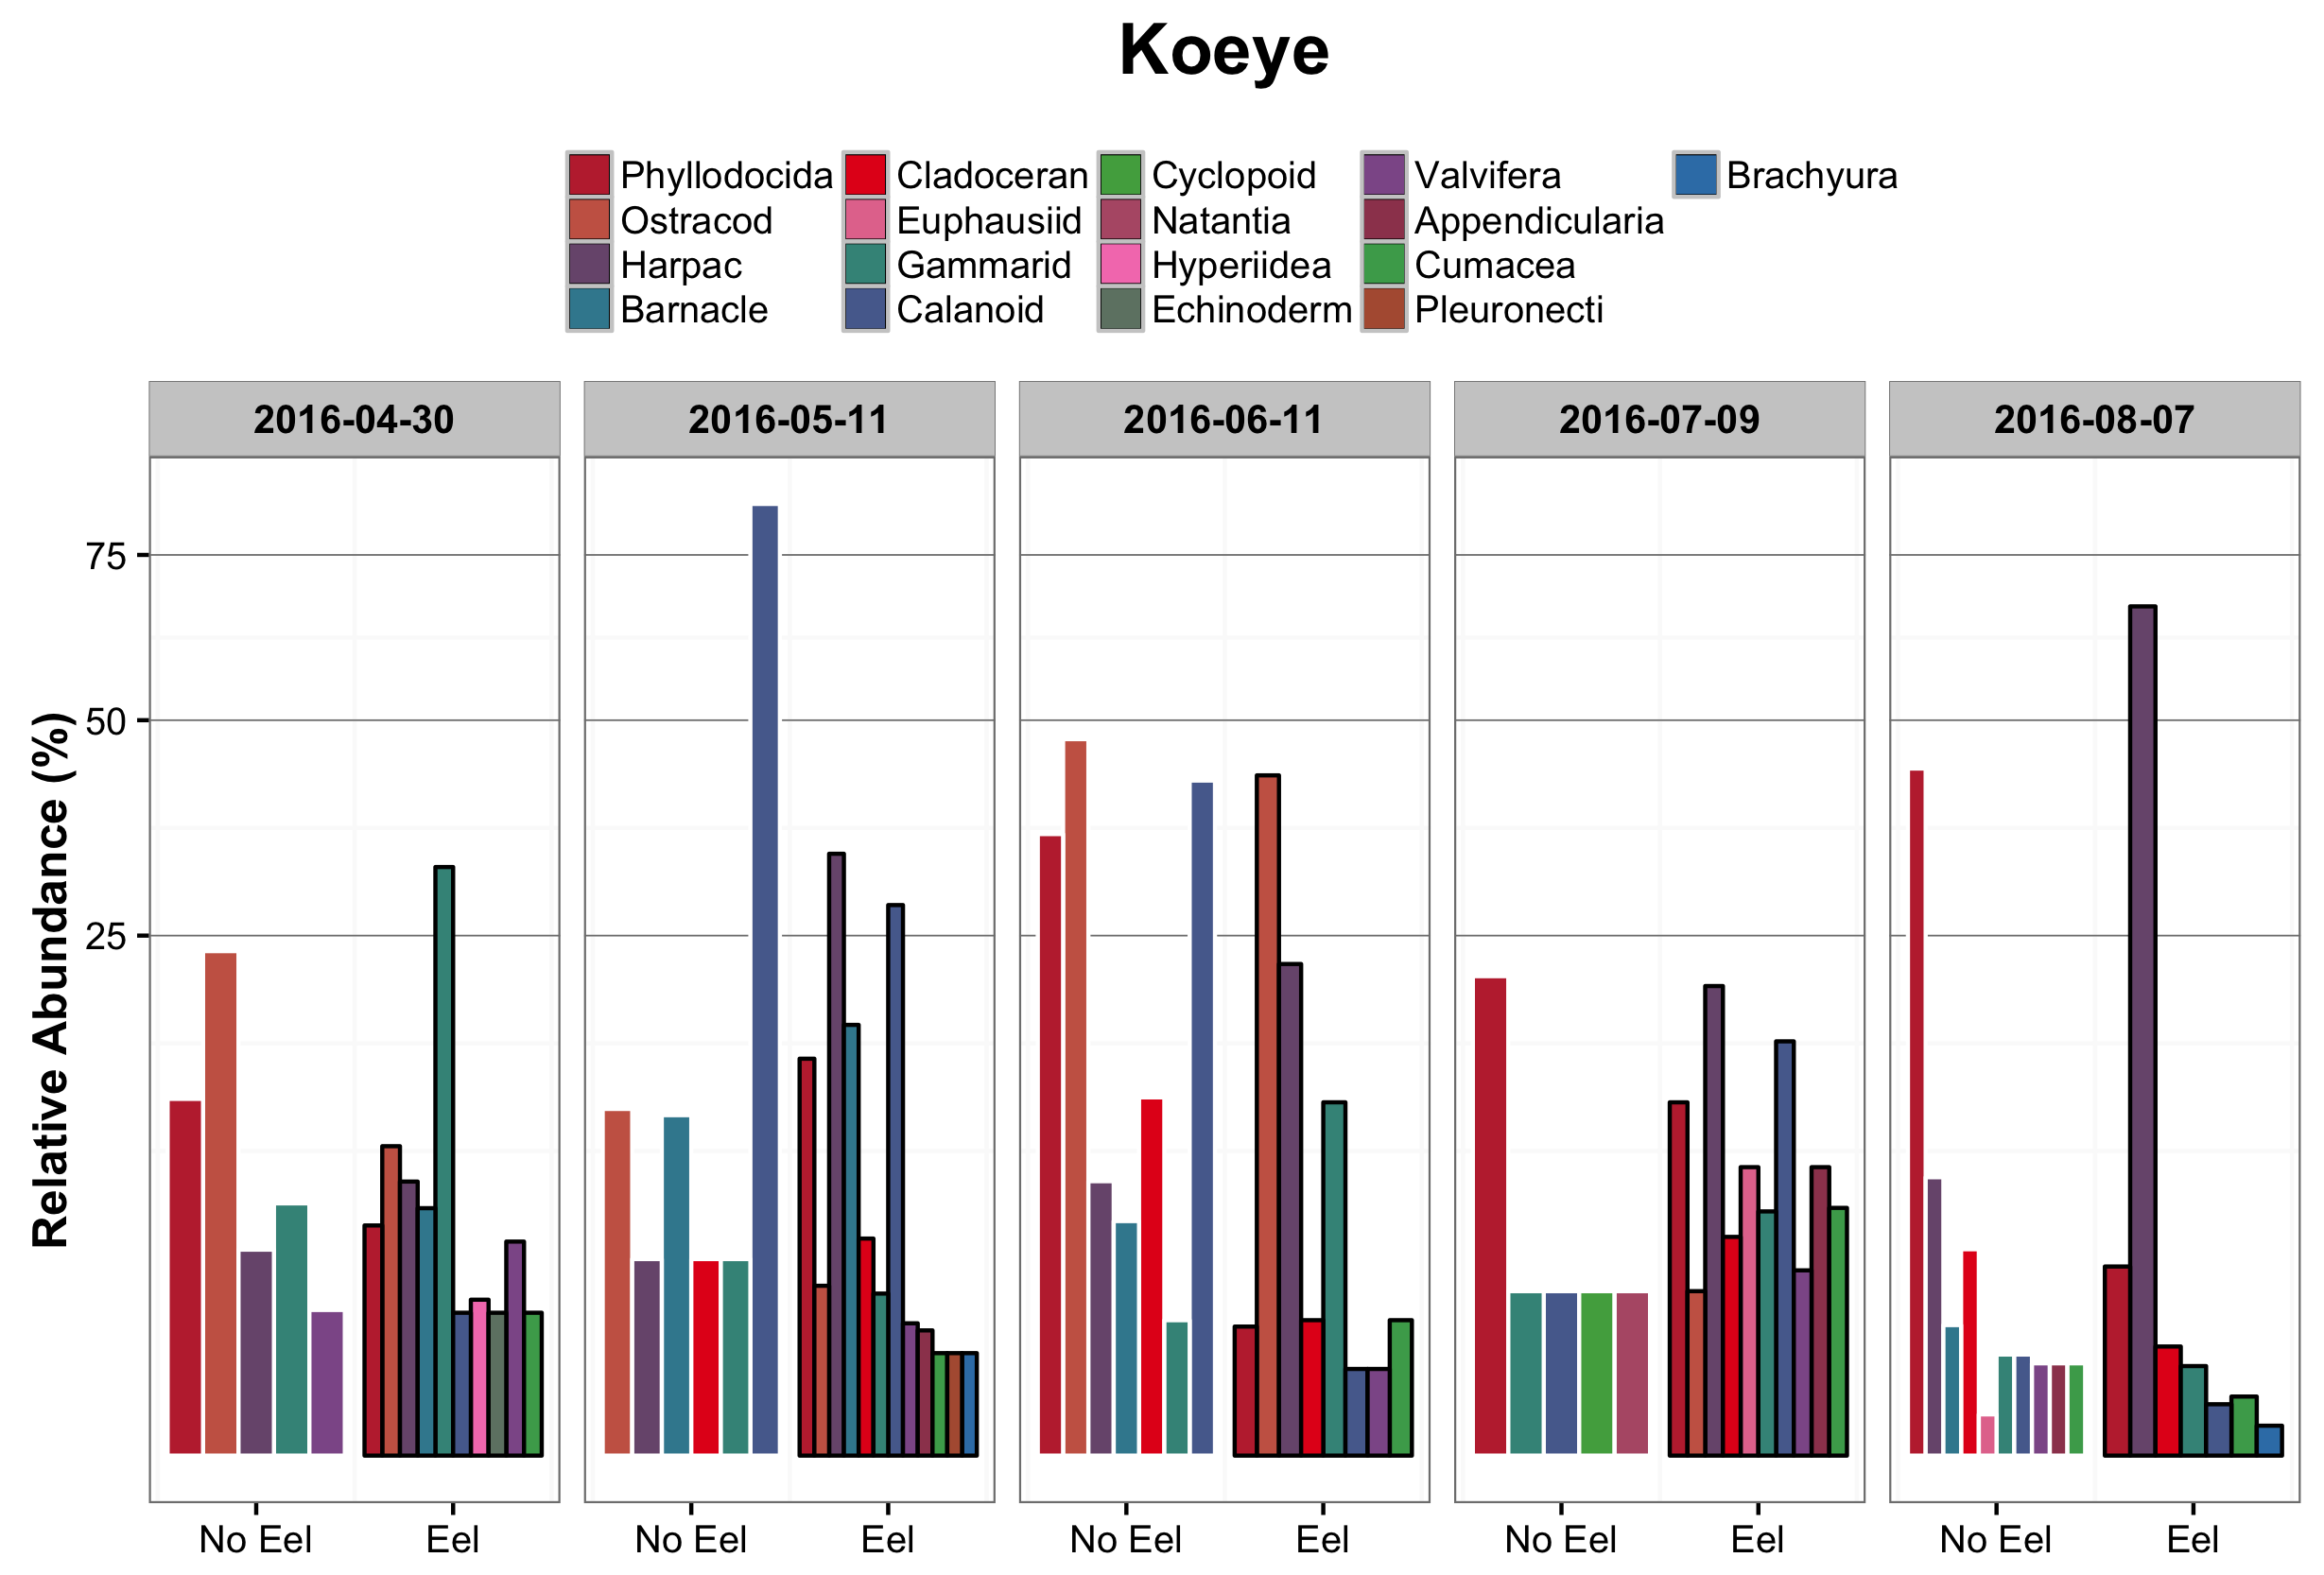 Koeye
Phyllodocida Cladoceran Cyclopoid Valvifera Brachyura
Ostracod Euphausiid Natantia Appendicularia
Harpac Gammarid Hyperiidea Cumacea
Barnacle Calanoid Echinoderm Pleuronecti
2016-04-30 2016-05-11 2016-06-11 2016-07-09 2016-08-07
75
50
25
Relative Abundance (%)
No Eel Eel No Eel Eel No Eel Eel No Eel Eel No Eel Eel